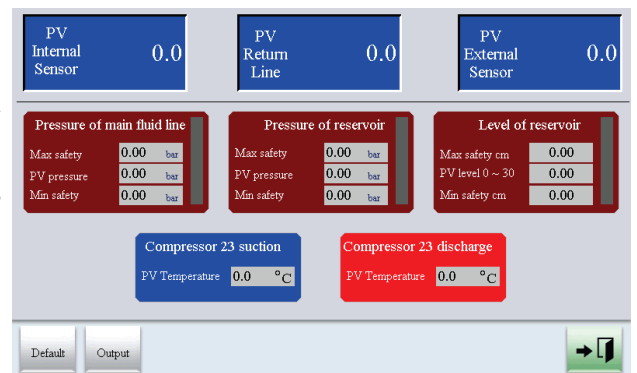 PV
Internal
Sensor
0.0
PV
Return
Line
0.0
PV
External
Sensor
0.0
Pressure of main fluid line
Max safety 0.00 bar
PV pressure 0.00 bar
Min safety 0.00 bar
Pressure of reservoir
Max safety 0.00 bar
PV pressure 0.00 bar
Min safety 0.00 bar
Level of reservoir
Max safety cm 0.00
PV level 0 ~ 30 0.00
Min safety cm 0.00
Compressor 23 suction
PV Temperature 0.0 °C
Compressor 23 discharge
PV Temperature 0.0 °C
Default
Output